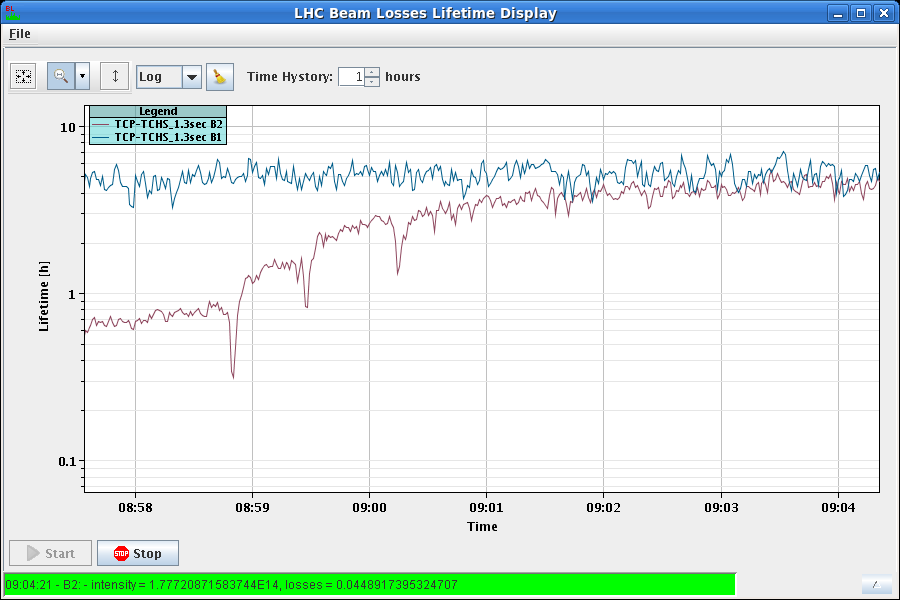 BL
LHC Beam Losses Lifetime Display
File
Log
Time Hystory: 1 hours
Legend
TCP-TCHS_1.3sec B2
TCP-TCHS_1.3sec B1
10
1
0.1
Lifetime [h]
08:58 08:59 09:00 09:01 09:02 09:03 09:04
Time
Start
STOP Stop
09:04:21 - B2: - intensity = 1.77720871583744E14, losses = 0.0448917395324707